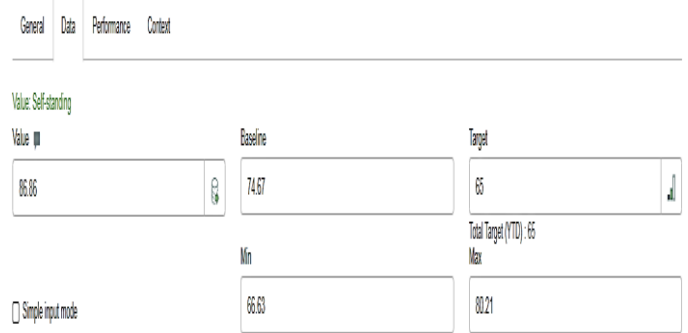 General Data Performance Context
Value: Self-standing
Value Baseline Target
86.86 74.67 65
Total Target (YTD) : 65
Min Max
Simple input mode 66.63 80.21